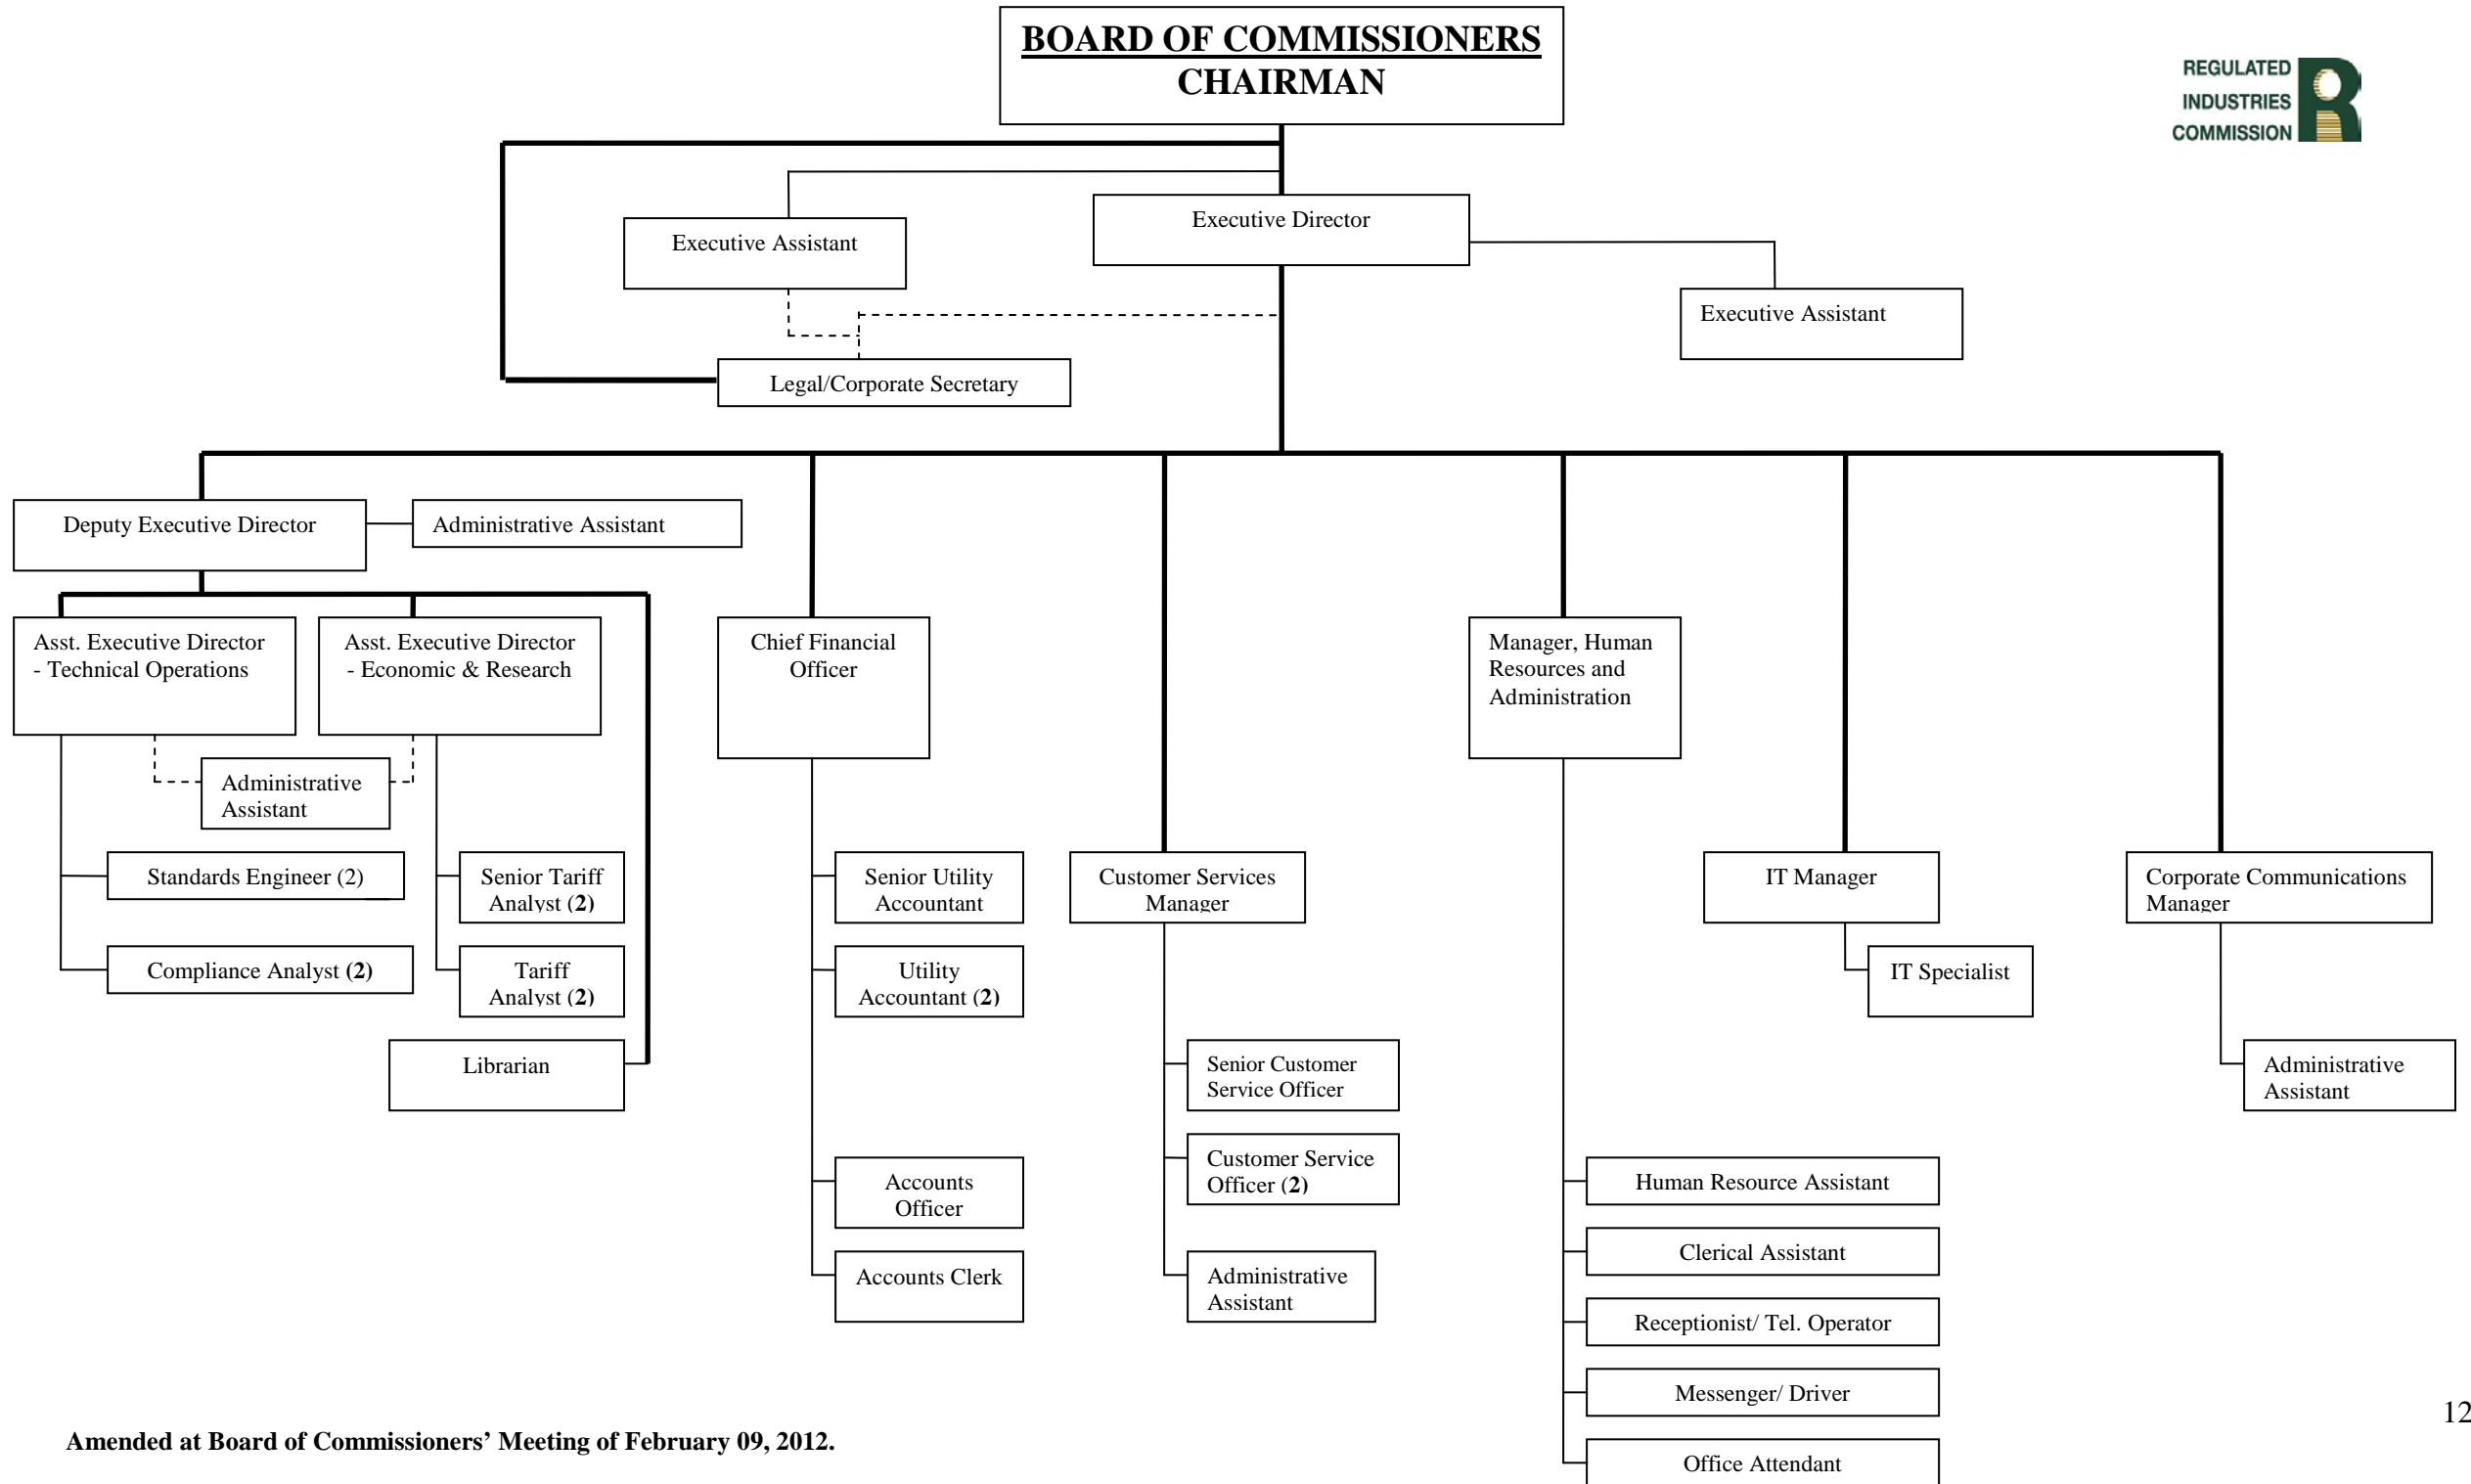 BOARD OF COMMISSIONERS
CHAIRMAN
REGULATED
INDUSTRIES
COMMISSION
Executive Assistant
Executive Director
Executive Assistant
Legal/Corporate Secretary
Deputy Executive Director
Administrative Assistant
Asst. Executive Director
- Technical Operations
Asst. Executive Director
- Economic & Research
Administrative
Assistant
Standards Engineer (2)
Compliance Analyst (2)
Senior Tariff
Analyst (2)
Tariff
Analyst (2)
Librarian
Chief Financial
Officer
Senior Utility
Accountant
Utility
Accountant (2)
Accounts
Officer
Accounts Clerk
Customer Services
Manager
Senior Customer
Service Officer
Customer Service
Officer (2)
Administrative
Assistant
Manager, Human
Resources and
Administration
Human Resource Assistant
Clerical Assistant
Receptionist/ Tel. Operator
Messenger/ Driver
Office Attendant
IT Manager
IT Specialist
Corporate Communications
Manager
Administrative
Assistant
12
Amended at Board of Commissioners’ Meeting of February 09, 2012.